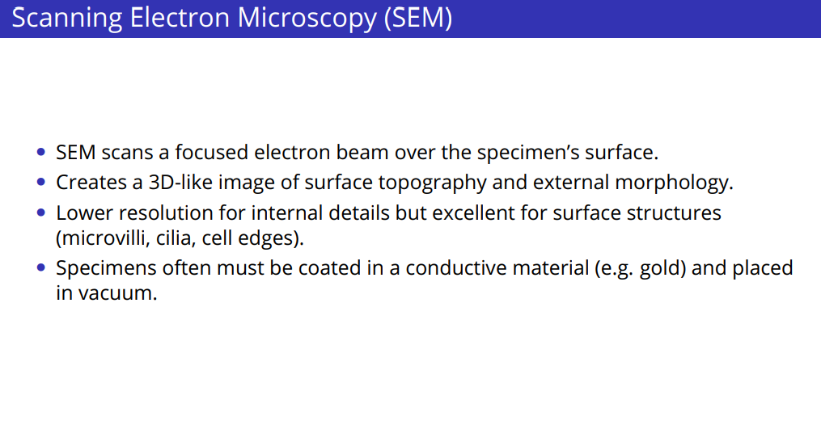 Scanning Electron Microscopy (SEM)
• SEM scans a focused electron beam over the specimen’s surface.
• Creates a 3D-like image of surface topography and external morphology.
• Lower resolution for internal details but excellent for surface structures
(microvilli, cilia, cell edges).
• Specimens often must be coated in a conductive material (e.g. gold) and placed
in vacuum.